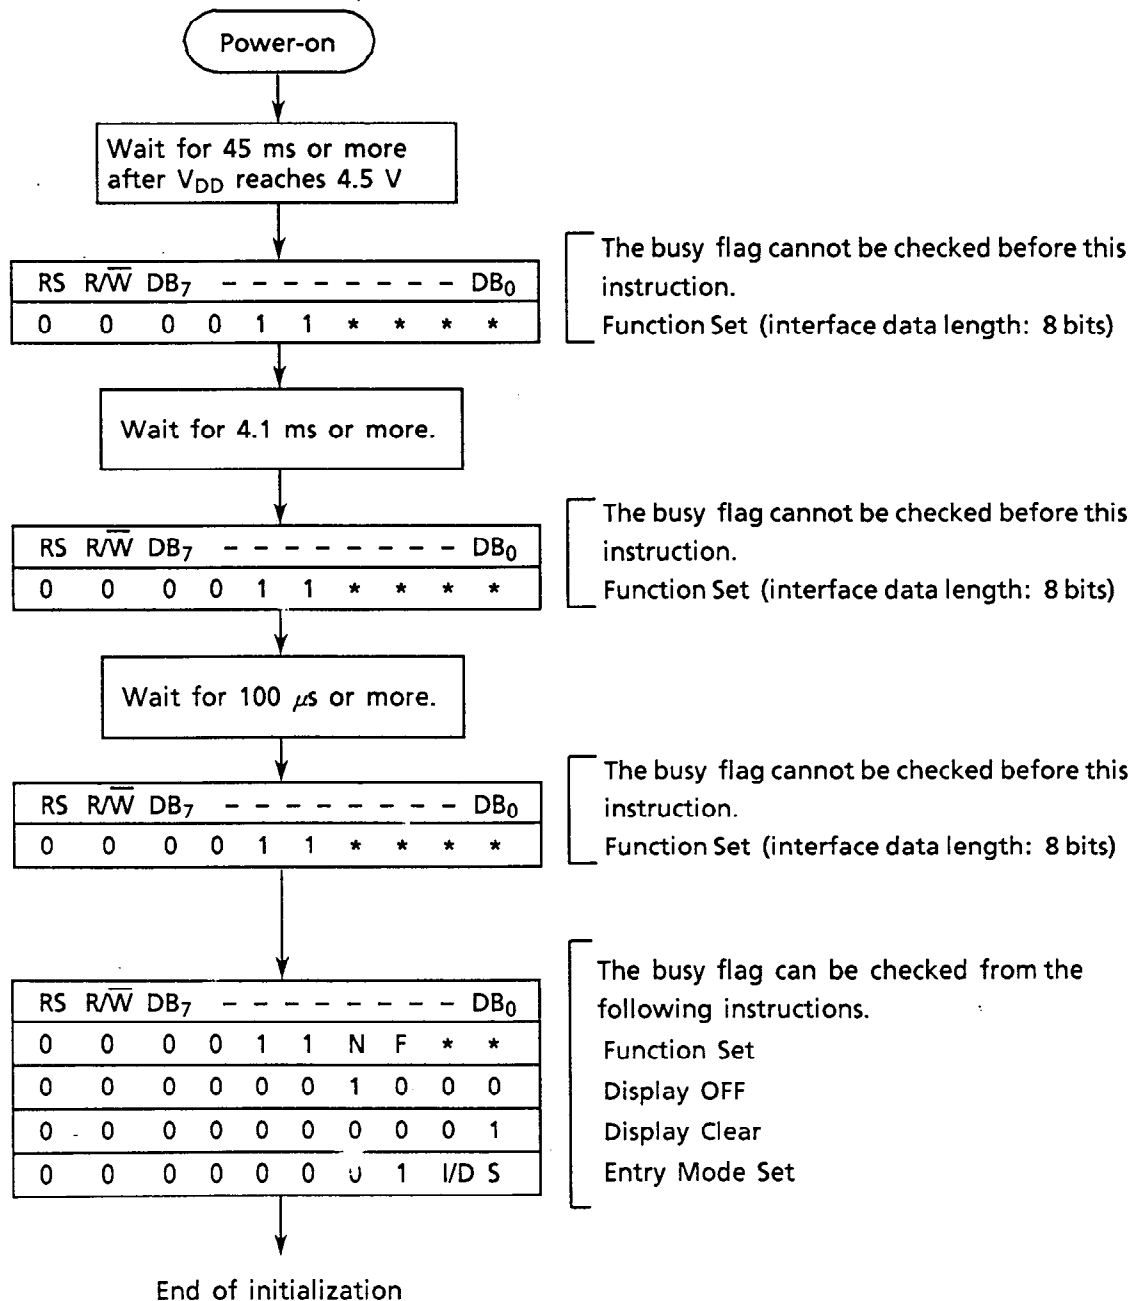 Power-on
Wait for 45 ms or more
after VDD reaches 4.5 V
RS R/W̅ DB7 - - - - - - - - DB0
0 0 0 0 1 1 * * * *
The busy flag cannot be checked before this
instruction.
Function Set (interface data length: 8 bits)
Wait for 4.1 ms or more.
RS R/W̅ DB7 - - - - - - - - DB0
0 0 0 0 1 1 * * * *
The busy flag cannot be checked before this
instruction.
Function Set (interface data length: 8 bits)
Wait for 100 μs or more.
RS R/W̅ DB7 - - - - - - - - DB0
0 0 0 0 1 1 * * * *
The busy flag cannot be checked before this
instruction.
Function Set (interface data length: 8 bits)
RS R/W̅ DB7 - - - - - - - - DB0
0 0 0 0 1 1 N F * *
0 0 0 0 0 0 1 0 0 0
0 0 0 0 0 0 0 0 0 1
0 0 0 0 0 0 0 1 I/D S
The busy flag can be checked from the
following instructions.
Function Set
Display OFF
Display Clear
Entry Mode Set
End of initialization